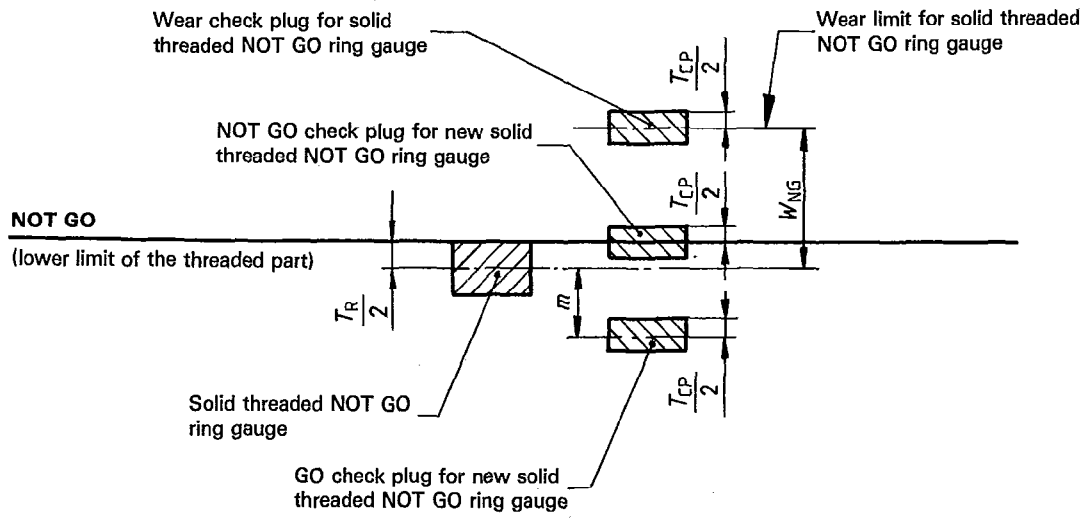 Wear check plug for solid
threaded NOT GO ring gauge
Wear limit for solid threaded
NOT GO ring gauge
T_CP/2
NOT GO check plug for new solid
threaded NOT GO ring gauge
T_CP/2
W_NG
NOT GO
(lower limit of the threaded part)
T_R/2
m
T_CP/2
Solid threaded NOT GO
ring gauge
GO check plug for new solid
threaded NOT GO ring gauge